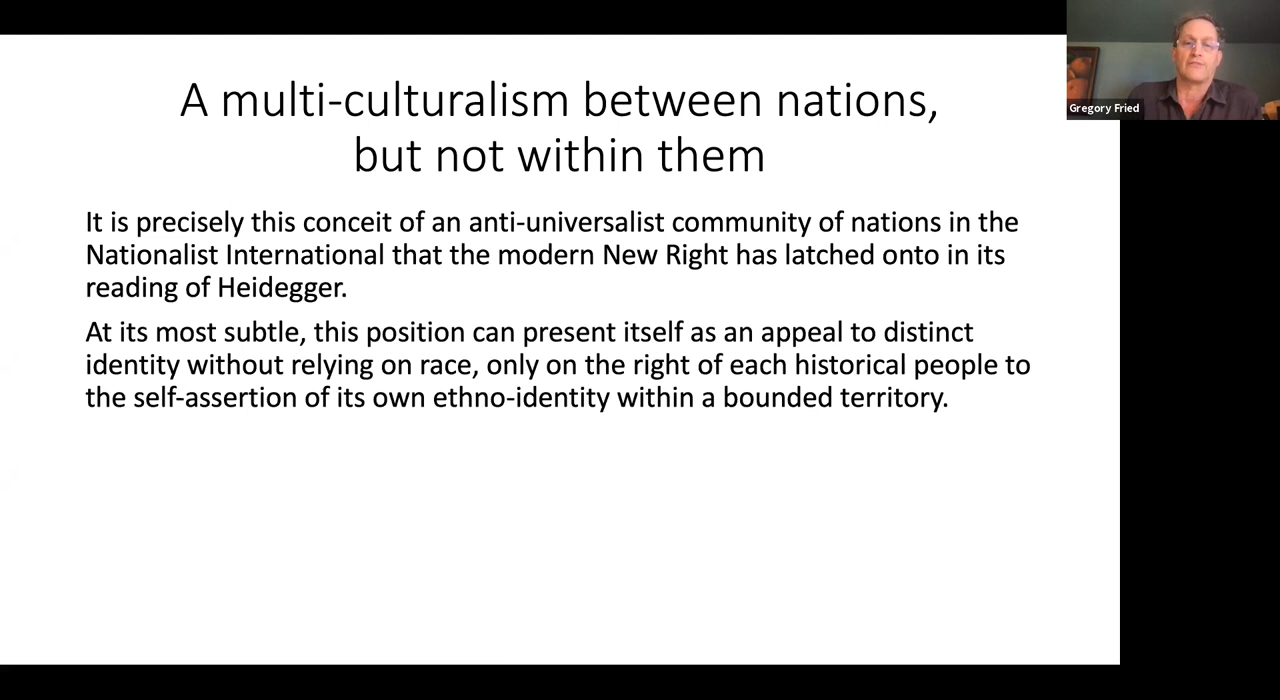 A multi-culturalism between nations,
but not within them
It is precisely this conceit of an anti-universalist community of nations in the
Nationalist International that the modern New Right has latched onto in its
reading of Heidegger.
At its most subtle, this position can present itself as an appeal to distinct
identity without relying on race, only on the right of each historical people to
the self-assertion of its own ethno-identity within a bounded territory.
Gregory Fried